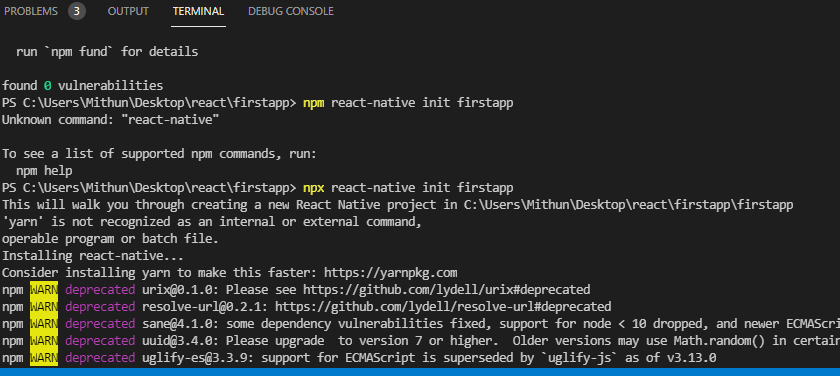 PROBLEMS 3 OUTPUT TERMINAL DEBUG CONSOLE
run `npm fund` for details
found 0 vulnerabilities
PS C:\Users\Mithun\Desktop\react\firstapp> npm react-native init firstapp
Unknown command: "react-native"
To see a list of supported npm commands, run:
npm help
PS C:\Users\Mithun\Desktop\react\firstapp> npx react-native init firstapp
This will walk you through creating a new React Native project in C:\Users\Mithun\Desktop\react\firstapp\firstapp
'yarn' is not recognized as an internal or external command,
operable program or batch file.
Installing react-native...
Consider installing yarn to make this faster: https://yarnpkg.com
npm WARN deprecated urix@0.1.0: Please see https://github.com/lydell/urix#deprecated
npm WARN deprecated resolve-url@0.2.1: https://github.com/lydell/resolve-url#deprecated
npm WARN deprecated sane@4.1.0: some dependency vulnerabilities fixed, support for node < 10 dropped, and newer ECMAScri
npm WARN deprecated uuid@3.4.0: Please upgrade  to version 7 or higher.  Older versions may use Math.random() in certain
npm WARN deprecated uglify-es@3.3.9: support for ECMAScript is superseded by `uglify-js` as of v3.13.0